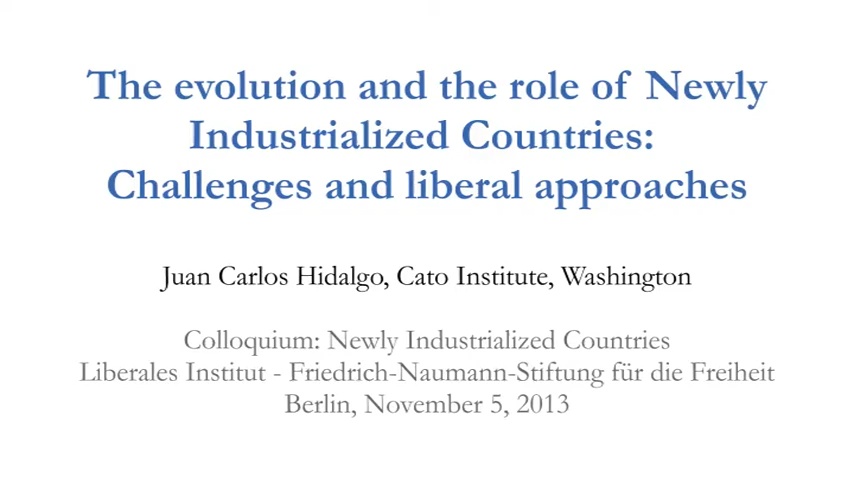 The evolution and the role of Newly
Industrialized Countries:
Challenges and liberal approaches
Juan Carlos Hidalgo, Cato Institute, Washington
Colloquium: Newly Industrialized Countries
Liberales Institut - Friedrich-Naumann-Stiftung für die Freiheit
Berlin, November 5, 2013